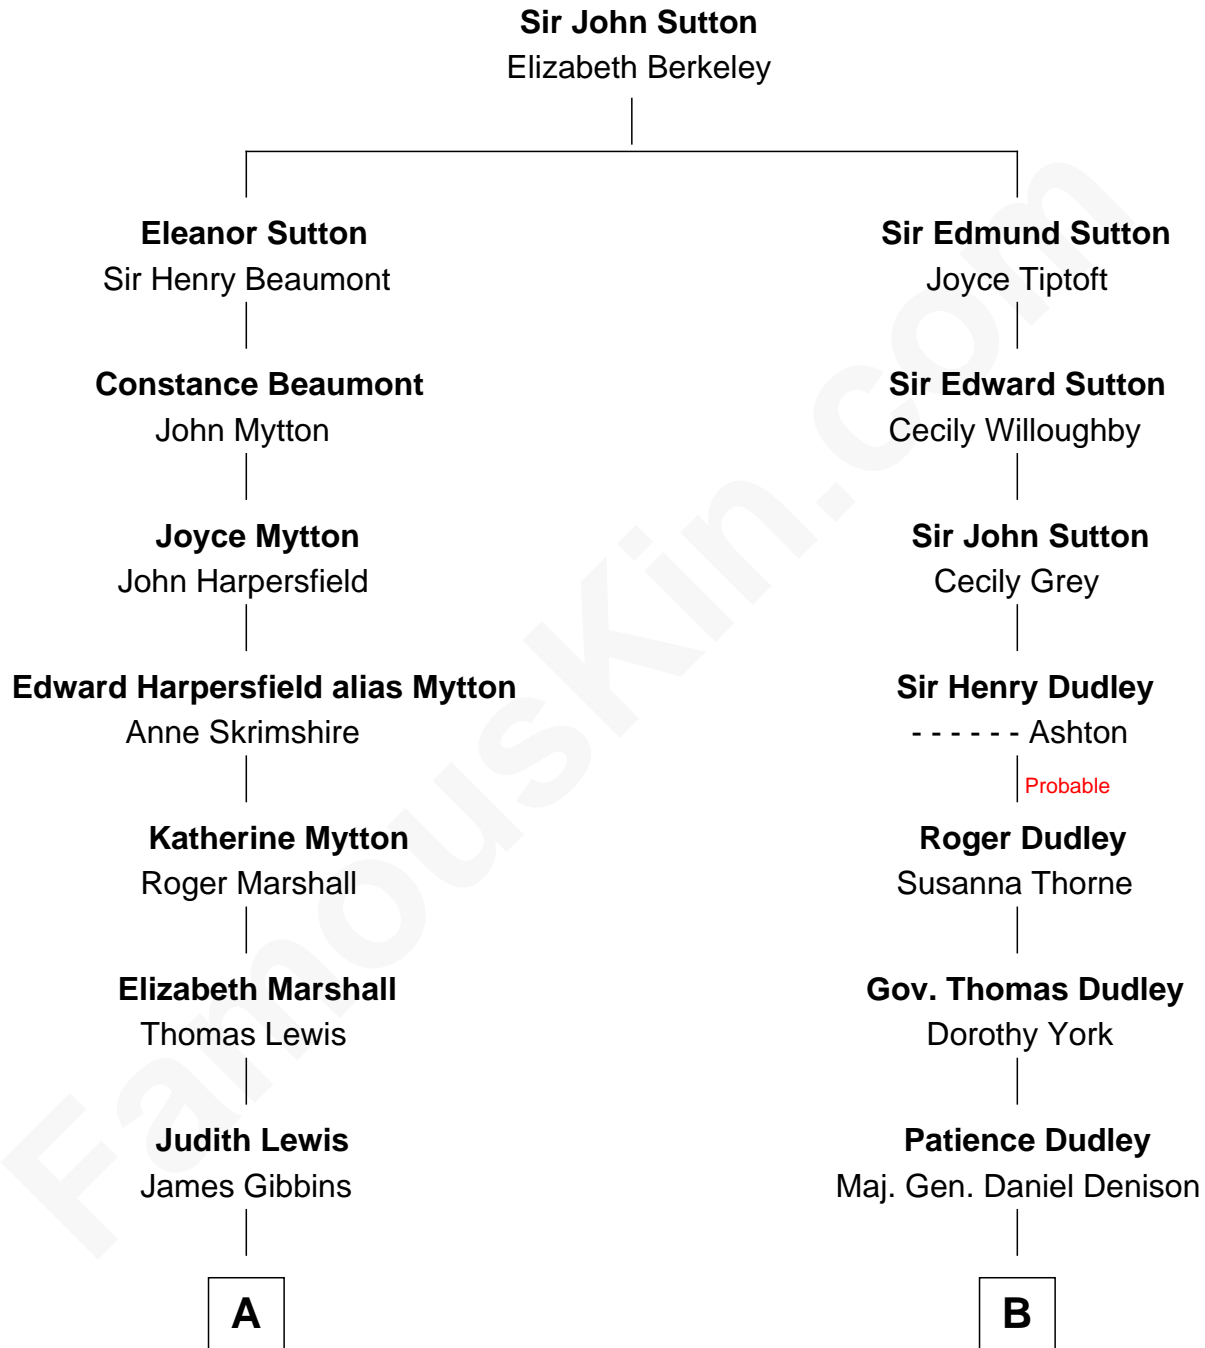 Sir John Sutton
Elizabeth Berkeley
Eleanor Sutton
Sir Henry Beaumont
Constance Beaumont
John Mytton
Joyce Mytton
John Harpersfield
Edward Harpersfield alias Mytton
Anne Skrimshire
Katherine Mytton
Roger Marshall
Elizabeth Marshall
Thomas Lewis
Judith Lewis
James Gibbins
A
Sir Edmund Sutton
Joyce Tiptoft
Sir Edward Sutton
Cecily Willoughby
Sir John Sutton
Cecily Grey
Sir Henry Dudley
- - - - - - Ashton
Probable
Roger Dudley
Susanna Thorne
Gov. Thomas Dudley
Dorothy York
Patience Dudley
Maj. Gen. Daniel Denison
B
FamousKin.com